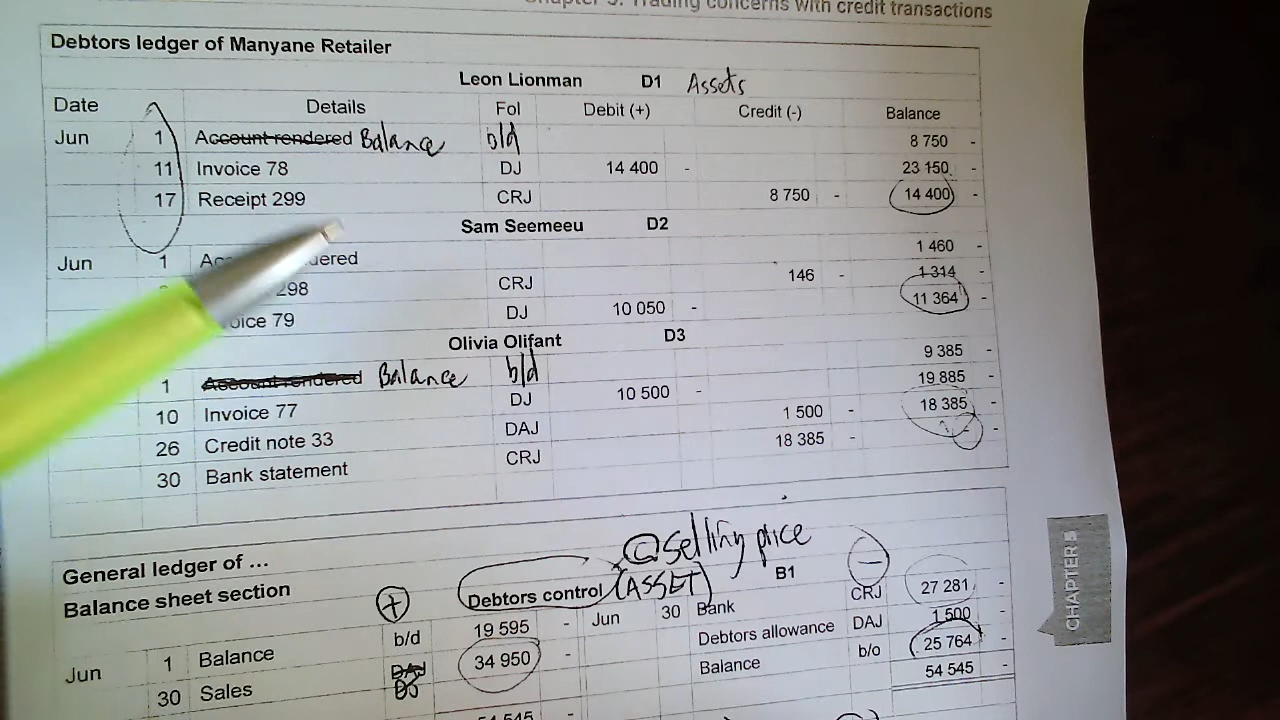 Chapter 5: Trading concerns with credit transactions
Debtors ledger of Manyane Retailer
Leon Lionman D1 Assets
Date Details Fol Debit (+) Credit (-) Balance
Jun 1 Account rendered Balance b/d 8 750 -
11 Invoice 78 DJ 14 400 - 23 150 -
17 Receipt 299 CRJ 8 750 - 14 400 -
Sam Seemeeu D2
Jun 1 1 460 -
298 CRJ 146 - 1 314 -
79 DJ 10 050 - 11 364 -
Olivia Olifant D3
1 Account rendered Balance b/d 9 385 -
10 Invoice 77 DJ 10 500 - 19 885 -
26 Credit note 33 DAJ 1 500 - 18 385 -
30 Bank statement CRJ 18 385 - - -
General ledger of ...
@ selling price
Balance sheet section + Debtors control (ASSET) B1 -
Jun 1 Balance b/d 19 595 - Jun 30 Bank CRJ 27 281 -
30 Sales DJ 34 950 - Debtors allowance DAJ 1 500 -
Balance b/o 25 764 -
54 545 - 54 545 -
CHAPTER 5